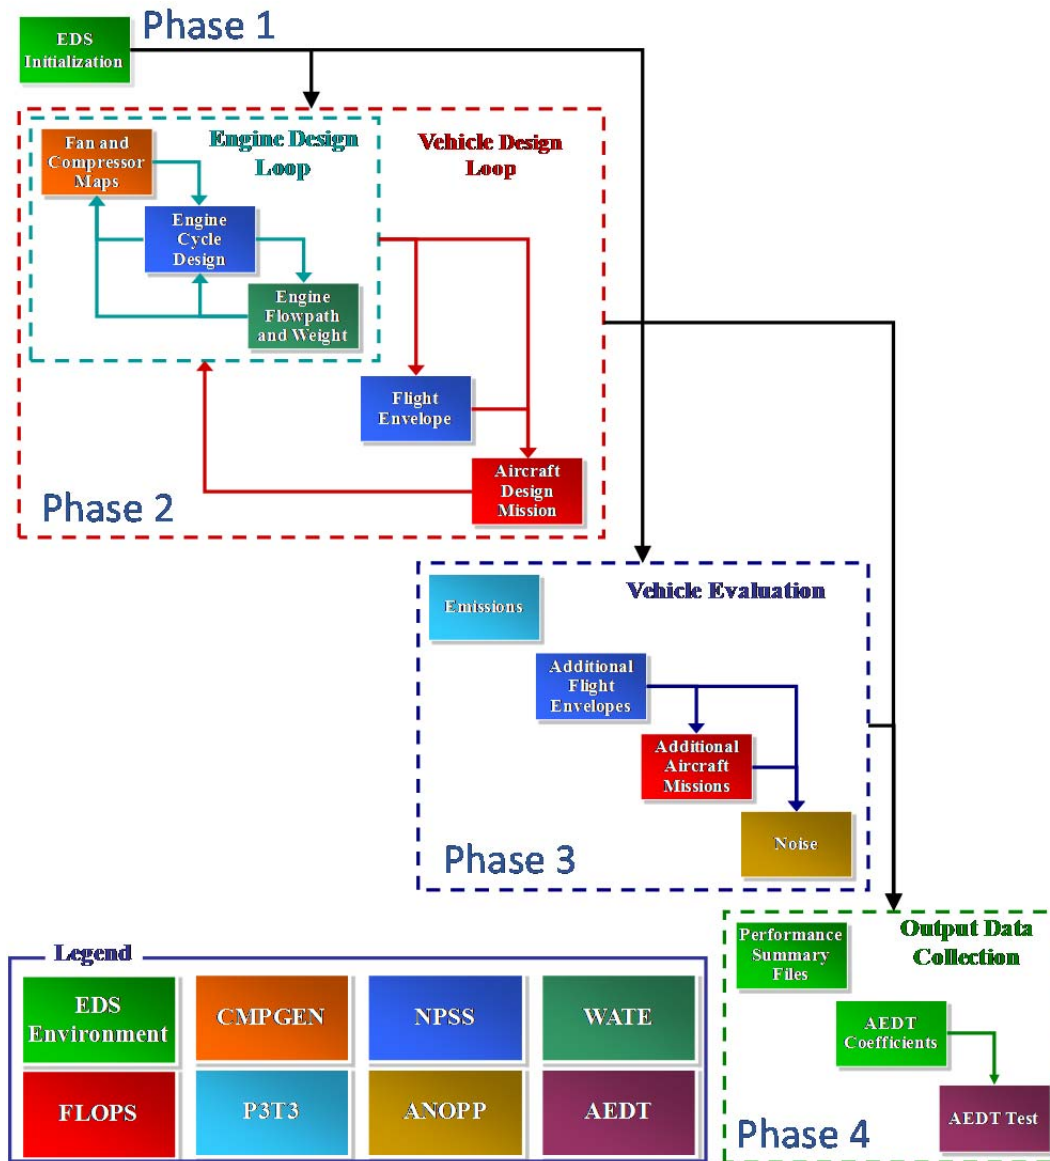 Phase 1
EDS
Initialization
Engine Design
Loop
Vehicle Design
Loop
Fan and
Compressor
Maps
Engine
Cycle
Design
Engine
Flowpath
and Weight
Flight
Envelope
Aircraft
Design
Mission
Phase 2
Vehicle Evaluation
Emissions
Additional
Flight
Envelopes
Additional
Aircraft
Missions
Noise
Phase 3
Output Data
Collection
Performance
Summary
Files
AEDT
Coefficients
AEDT Test
Phase 4
Legend
EDS
Environment
CMPGEN
NPSS
WATE
FLOPS
P3T3
ANOPP
AEDT